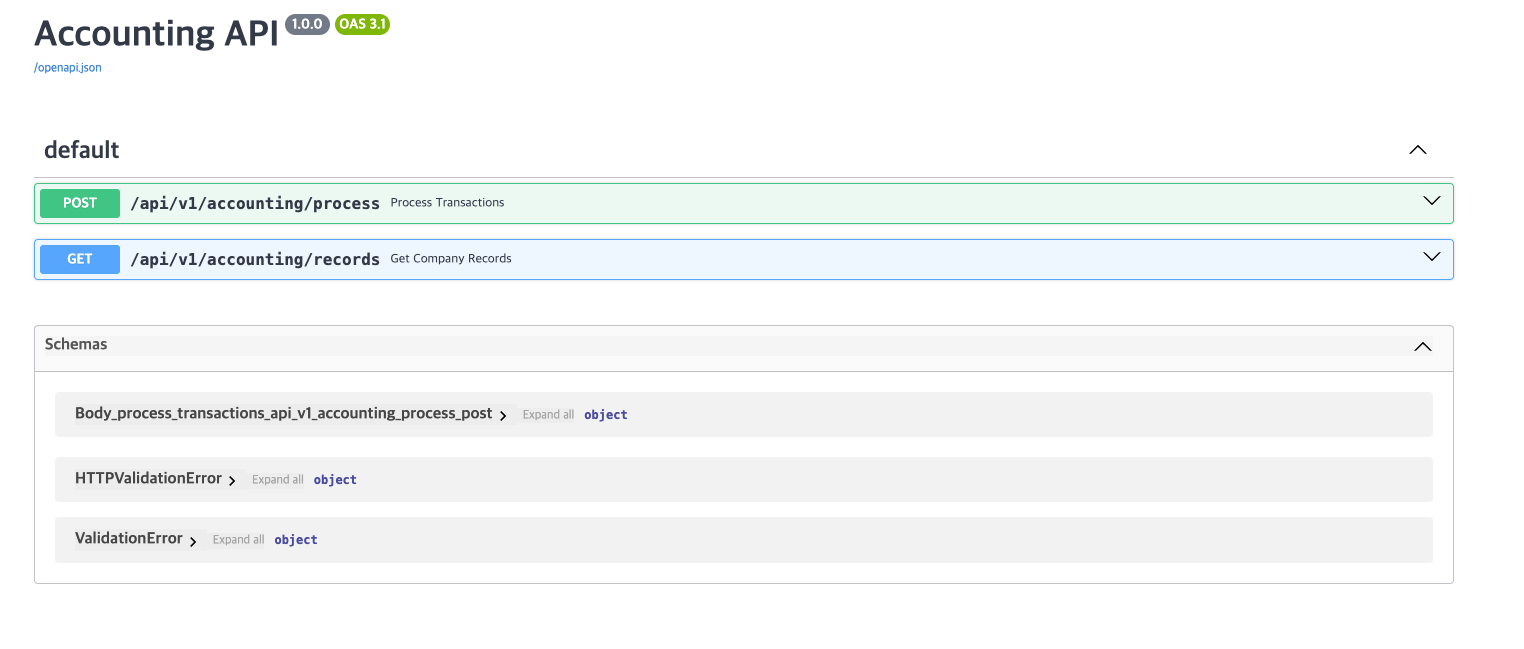 Accounting API 1.0.0 OAS 3.1
/openapi.json
default
POST /api/v1/accounting/process Process Transactions
GET /api/v1/accounting/records Get Company Records
Schemas
Body_process_transactions_api_v1_accounting_process_post Expand all object
HTTPValidationError Expand all object
ValidationError Expand all object